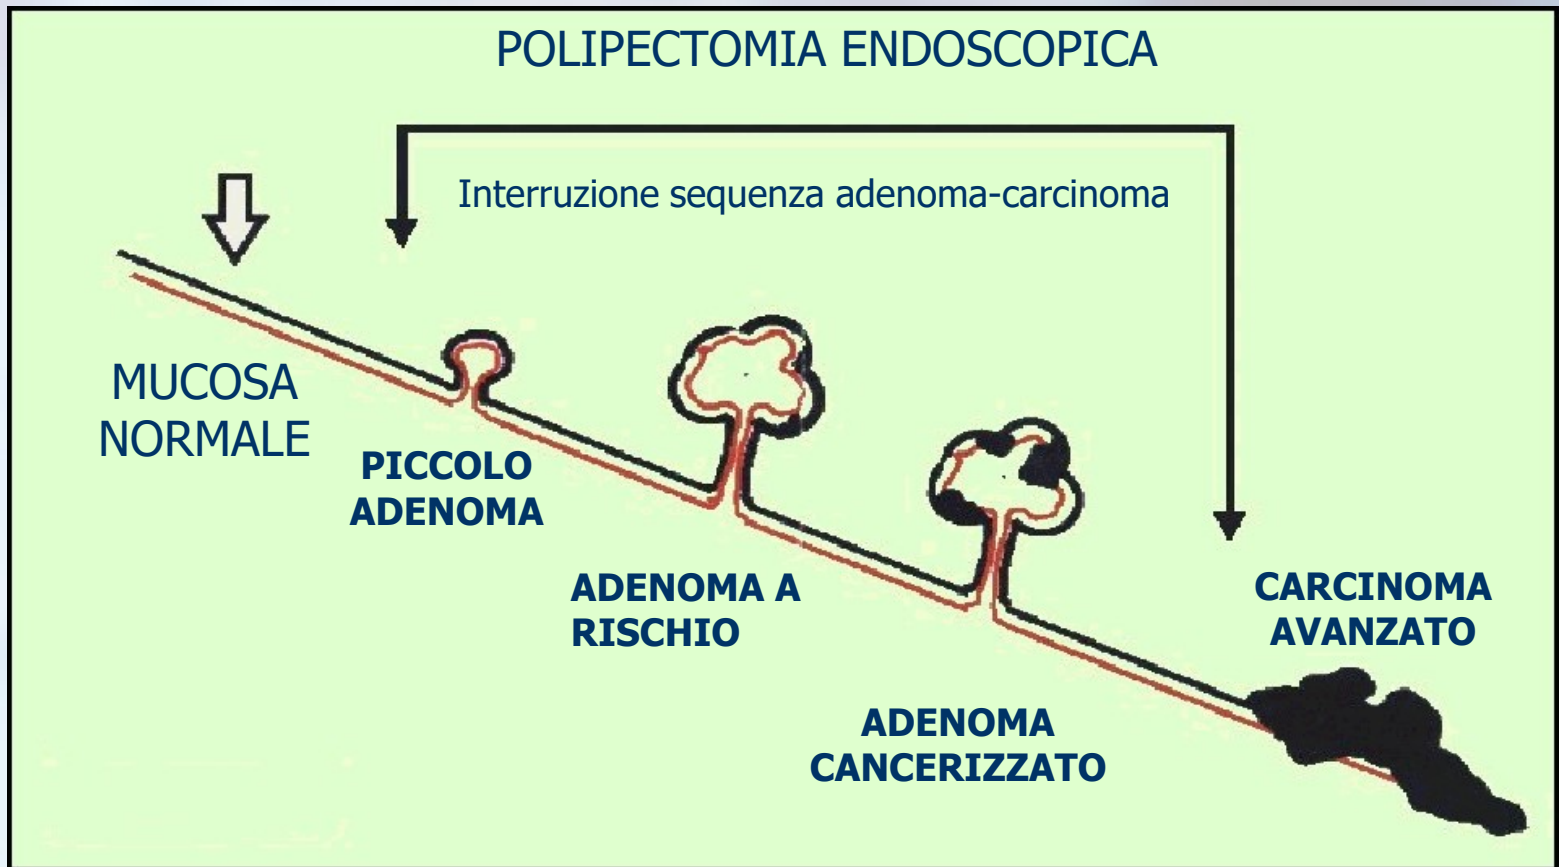 POLIPECTOMIA ENDOSCOPICA
Interruzione sequenza adenoma-carcinoma
MUCOSA
NORMALE
PICCOLO
ADENOMA
ADENOMA A
RISCHIO
ADENOMA
CANCERIZZATO
CARCINOMA
AVANZATO